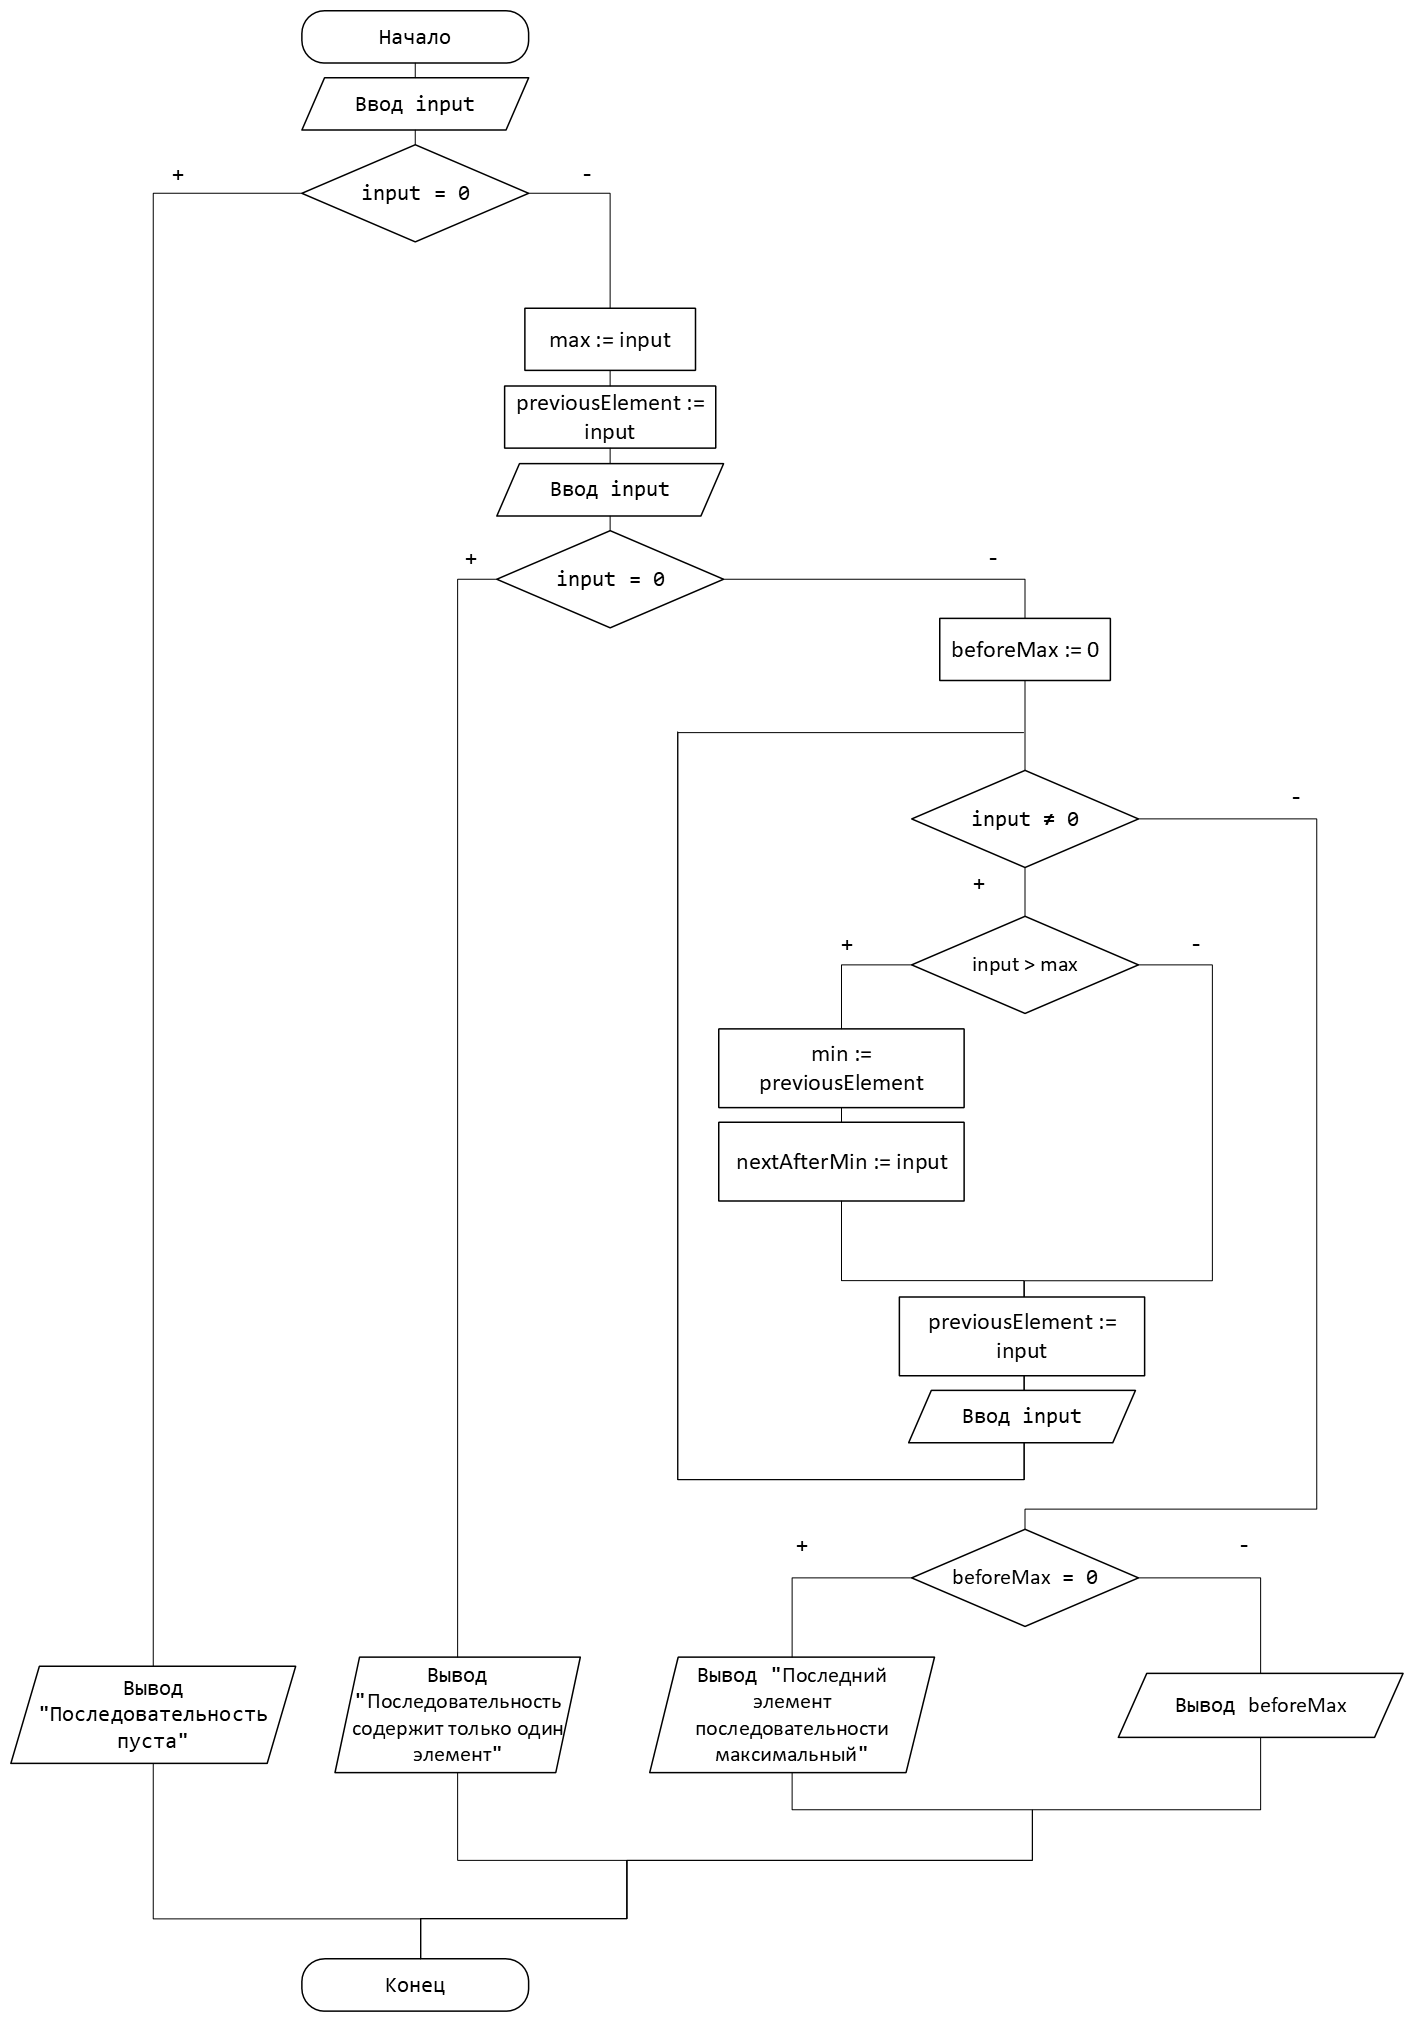 Начало
Ввод input
+
-
input = 0
max := input
previousElement :=
input
Ввод input
+
-
input = 0
beforeMax := 0
-
input ≠ 0
+
+
-
input > max
min :=
previousElement
nextAfterMin := input
previousElement :=
input
Ввод input
+
-
beforeMax = 0
Вывод
"Последовательность
пуста"
Вывод
"Последовательность
содержит только один
элемент"
Вывод "Последний
элемент
последовательности
максимальный"
Вывод beforeMax
Конец